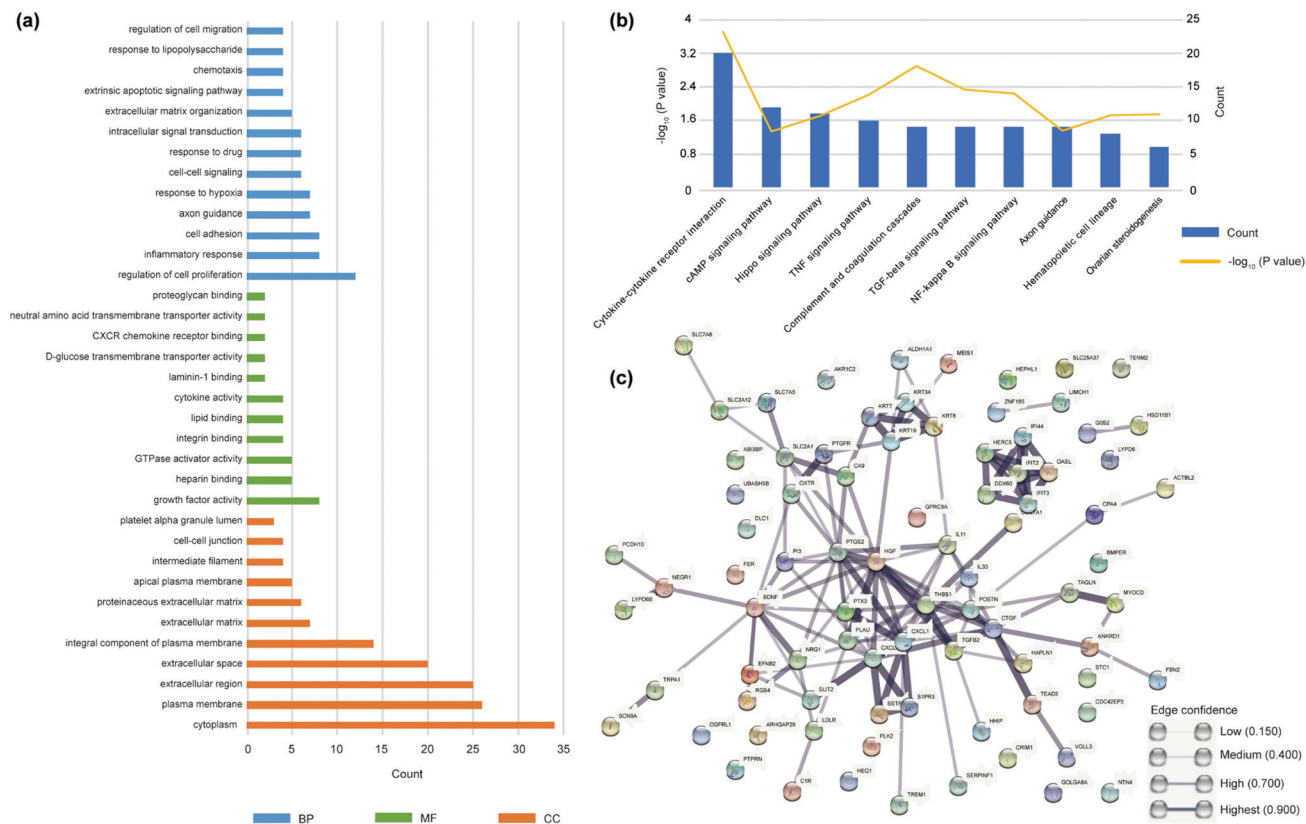 (a)
regulation of cell migration
response to lipopolysaccharide
chemotaxis
extrinsic apoptotic signaling pathway
extracellular matrix organization
intracellular signal transduction
response to drug
cell-cell signaling
response to hypoxia
axon guidance
cell adhesion
inflammatory response
regulation of cell proliferation
proteoglycan binding
neutral amino acid transmembrane transporter activity
CXCR chemokine receptor binding
D-glucose transmembrane transporter activity
laminin-1 binding
cytokine activity
lipid binding
integrin binding
GTPase activator activity
heparin binding
growth factor activity
platelet alpha granule lumen
cell-cell junction
intermediate filament
apical plasma membrane
proteinaceous extracellular matrix
extracellular matrix
integral component of plasma membrane
extracellular space
extracellular region
plasma membrane
cytoplasm
0 5 10 15 20 25 30 35
Count
BP MF CC
(b)
4
3.2
2.4
1.6
0.8
0
-log10 (P value)
25
20
15
10
5
0
Count
Cytokine-cytokine receptor interaction
cAMP signaling pathway
Hippo signaling pathway
TNF signaling pathway
Complement and coagulation cascades
TGF-beta signaling pathway
NF-kappa B signaling pathway
Axon guidance
Hematopoietic cell lineage
Ovarian steroidogenesis
Count
-log10 (P value)
(c)
SLC7A8
ALDH1A1
MEIS1
AKR1C2
HEPHL1
SLC25A37
TENM2
SLC2A12
SLC7A5
KRT7
KRT34
KRT8
ZNF185
LIMCH1
G0S2
HSD11B1
KRT19
IFI44
HERC5
ABI3BP
SLC2A1
PTGFR
IFIT2
OASL
LYPD6
CA9
UBASH3B
OXTR
DDX60
IFIT3
CPA4
ACTBL2
DLC1
GPRC5A
PCDH10
PI3
PTGS2
HGF
IL11
IL33
BMPER
FER
NEGR1
LYPD6B
BDNF
PTX3
THBS1
POSTN
TAGLN
MYOCD
PLAU
CXCL1
CTGF
NRG1
TGFB2
HAPLN1
ANKRD1
EFNB2
STC1
FBN2
TRPA1
RGS4
SLIT2
S1PR3
TEAD3
CDC42EP3
SCN9A
LDLR
HHIP
OGFRL1
ARHGAP29
PLK2
CRIM1
VGLL3
PTPRN
HEG1
C1R
TREM1
SERPINF1
GOLGA8A
NTN4
Edge confidence
Low (0.150)
Medium (0.400)
High (0.700)
Highest (0.900)